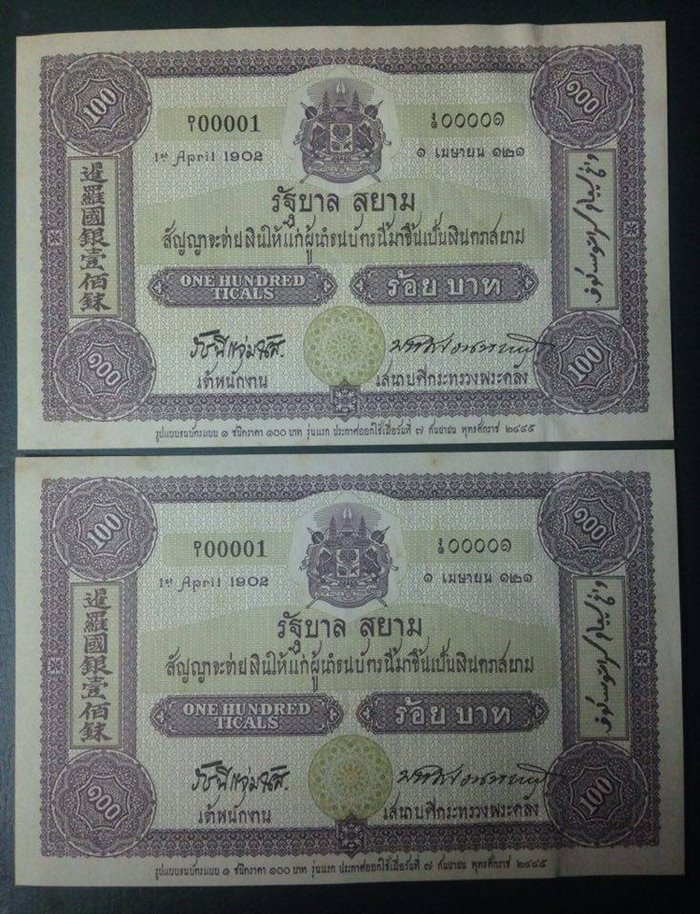 100
๑๐๐
00001
๐๐๐๐๑
1st April 1902
๑ เมษายน ๑๒๑
รัฐบาล สยาม
สัญญาจะจ่ายเงินให้แก่ผู้นำธนบัตรนี้มาขึ้นเป็นเงินตราสยาม
暹羅國銀壹佰銖
ONE HUNDRED
TICALS
ร้อย บาท
เจ้าพนักงาน
เสนาบดีกระทรวงพระคลัง
๑๐๐
100
รูปแบบธนบัตรแบบ ๑ ชนิดราคา ๑๐๐ บาท รุ่นแรก ประกาศออกใช้เมื่อวันที่ ๗ กันยายน พุทธศักราช ๒๔๔๕
100
๑๐๐
00001
๐๐๐๐๑
1st April 1902
๑ เมษายน ๑๒๑
รัฐบาล สยาม
สัญญาจะจ่ายเงินให้แก่ผู้นำธนบัตรนี้มาขึ้นเป็นเงินตราสยาม
暹羅國銀壹佰銖
ONE HUNDRED
TICALS
ร้อย บาท
เจ้าพนักงาน
เสนาบดีกระทรวงพระคลัง
๑๐๐
100
รูปแบบธนบัตรแบบ ๑ ชนิดราคา ๑๐๐ บาท รุ่นแรก ประกาศออกใช้เมื่อวันที่ ๗ กันยายน พุทธศักราช ๒๔๔๕